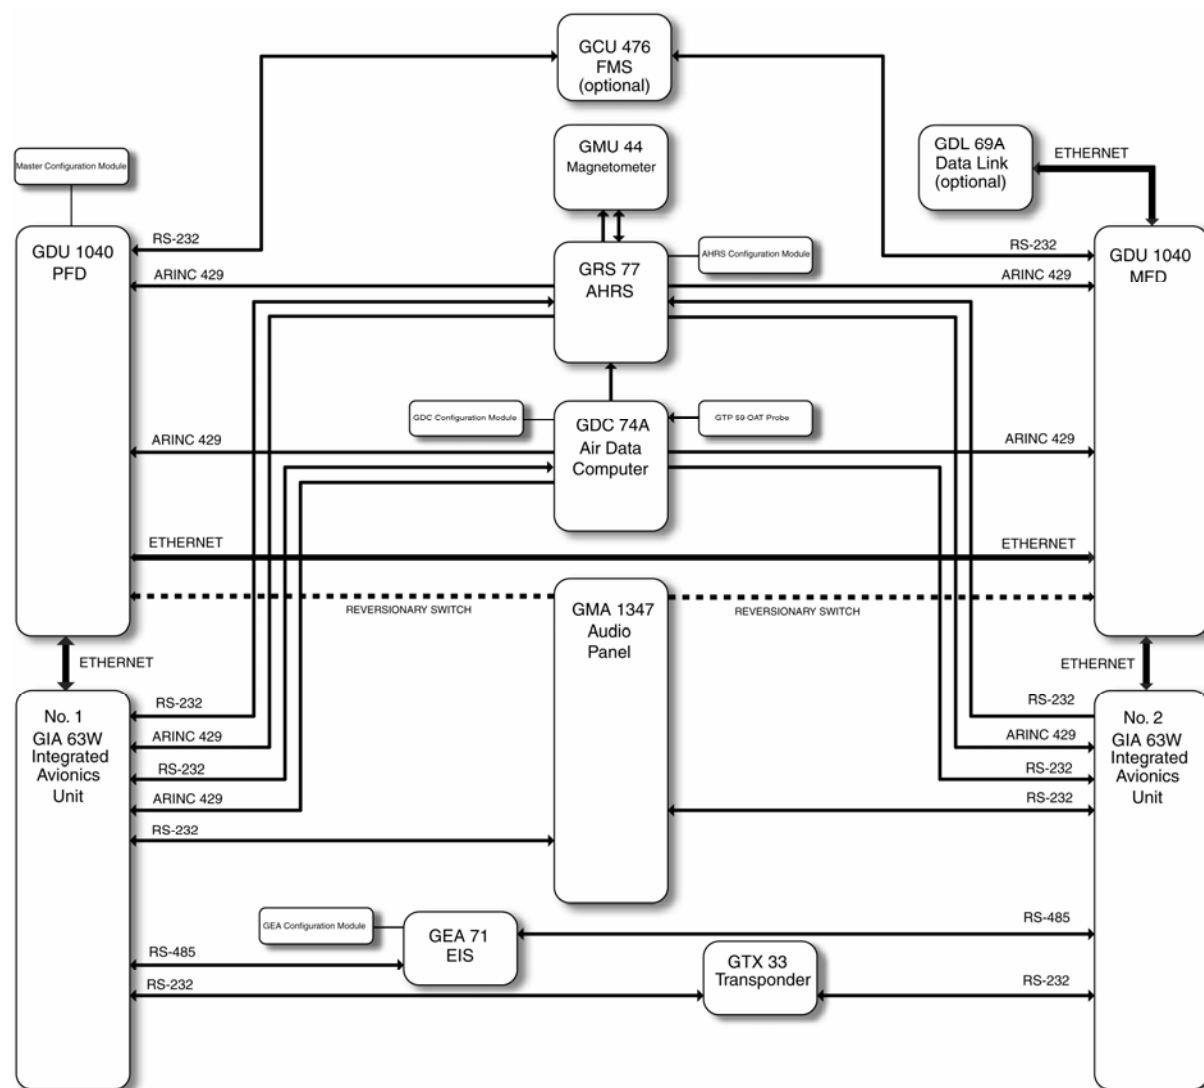 GCU 476
FMS
(optional)
GMU 44
Magnetometer
GDL 69A
Data Link
(optional)
ETHERNET
Master Configuration Module
GDU 1040
PFD
RS-232
ARINC 429
GRS 77
AHRS
AHRS Configuration Module
RS-232
ARINC 429
GDU 1040
MFD
GDC Configuration Module
GDC 74A
Air Data
Computer
GTP 59 OAT Probe
ARINC 429
ARINC 429
ETHERNET
ETHERNET
REVERSIONARY SWITCH
GMA 1347
Audio
Panel
REVERSIONARY SWITCH
ETHERNET
ETHERNET
No. 1
GIA 63W
Integrated
Avionics
Unit
RS-232
ARINC 429
RS-232
ARINC 429
RS-232
RS-232
ARINC 429
RS-232
RS-232
No. 2
GIA 63W
Integrated
Avionics
Unit
GEA Configuration Module
GEA 71
EIS
RS-485
RS-485
RS-232
GTX 33
Transponder
RS-232